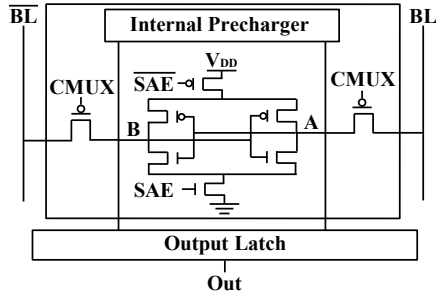 BL BL
Internal Precharger
VDD
SAE
CMUX CMUX
B A
SAE
Output Latch
Out